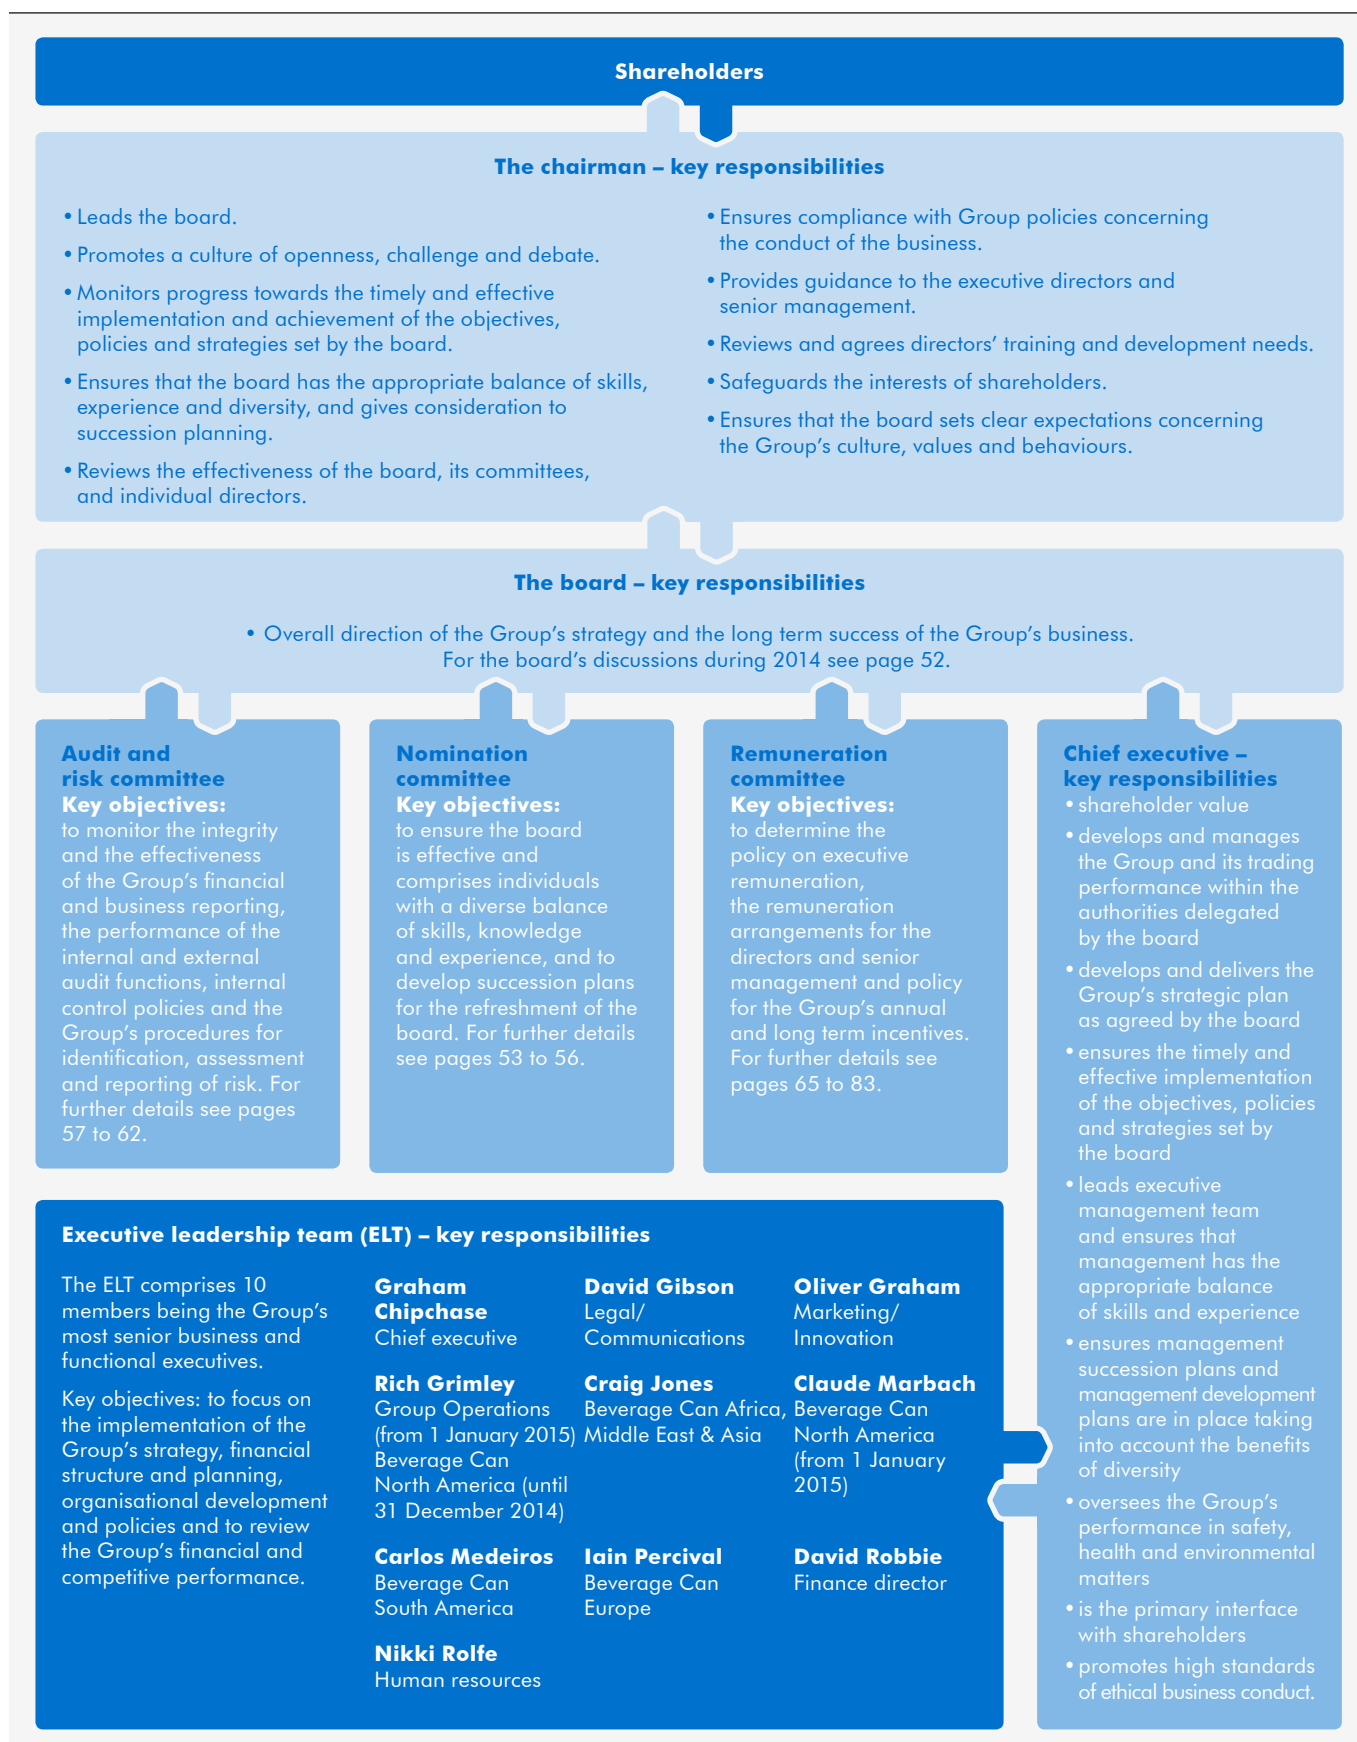 Shareholders
The chairman – key responsibilities
• Leads the board.
• Promotes a culture of openness, challenge and debate.
• Monitors progress towards the timely and effective
implementation and achievement of the objectives,
policies and strategies set by the board.
• Ensures that the board has the appropriate balance of skills,
experience and diversity, and gives consideration to
succession planning.
• Reviews the effectiveness of the board, its committees,
and individual directors.
• Ensures compliance with Group policies concerning
the conduct of the business.
• Provides guidance to the executive directors and
senior management.
• Reviews and agrees directors’ training and development needs.
• Safeguards the interests of shareholders.
• Ensures that the board sets clear expectations concerning
the Group’s culture, values and behaviours.
The board – key responsibilities
• Overall direction of the Group’s strategy and the long term success of the Group’s business.
For the board’s discussions during 2014 see page 52.
Audit and
risk committee
Key objectives:
to monitor the integrity
and the effectiveness
of the Group’s financial
and business reporting,
the performance of the
internal and external
audit functions, internal
control policies and the
Group’s procedures for
identification, assessment
and reporting of risk. For
further details see pages
57 to 62.
Nomination
committee
Key objectives:
to ensure the board
is effective and
comprises individuals
with a diverse balance
of skills, knowledge
and experience, and to
develop succession plans
for the refreshment of the
board. For further details
see pages 53 to 56.
Remuneration
committee
Key objectives:
to determine the
policy on executive
remuneration,
the remuneration
arrangements for the
directors and senior
management and policy
for the Group’s annual
and long term incentives.
For further details see
pages 65 to 83.
Chief executive –
key responsibilities
• shareholder value
• develops and manages
the Group and its trading
performance within the
authorities delegated
by the board
• develops and delivers the
Group’s strategic plan
as agreed by the board
• ensures the timely and
effective implementation
of the objectives, policies
and strategies set by
the board
• leads executive
management team
and ensures that
management has the
appropriate balance
of skills and experience
• ensures management
succession plans and
management development
plans are in place taking
into account the benefits
of diversity
• oversees the Group’s
performance in safety,
health and environmental
matters
• is the primary interface
with shareholders
• promotes high standards
of ethical business conduct.
Executive leadership team (ELT) – key responsibilities
The ELT comprises 10
members being the Group’s
most senior business and
functional executives.
Key objectives: to focus on
the implementation of the
Group’s strategy, financial
structure and planning,
organisational development
and policies and to review
the Group’s financial and
competitive performance.
Graham
Chipchase
Chief executive
David Gibson
Legal/
Communications
Oliver Graham
Marketing/
Innovation
Rich Grimley
Group Operations
(from 1 January 2015)
Beverage Can
North America (until
31 December 2014)
Craig Jones
Beverage Can Africa,
Middle East & Asia
Claude Marbach
Beverage Can
North America
(from 1 January
2015)
Carlos Medeiros
Beverage Can
South America
Iain Percival
Beverage Can
Europe
David Robbie
Finance director
Nikki Rolfe
Human resources